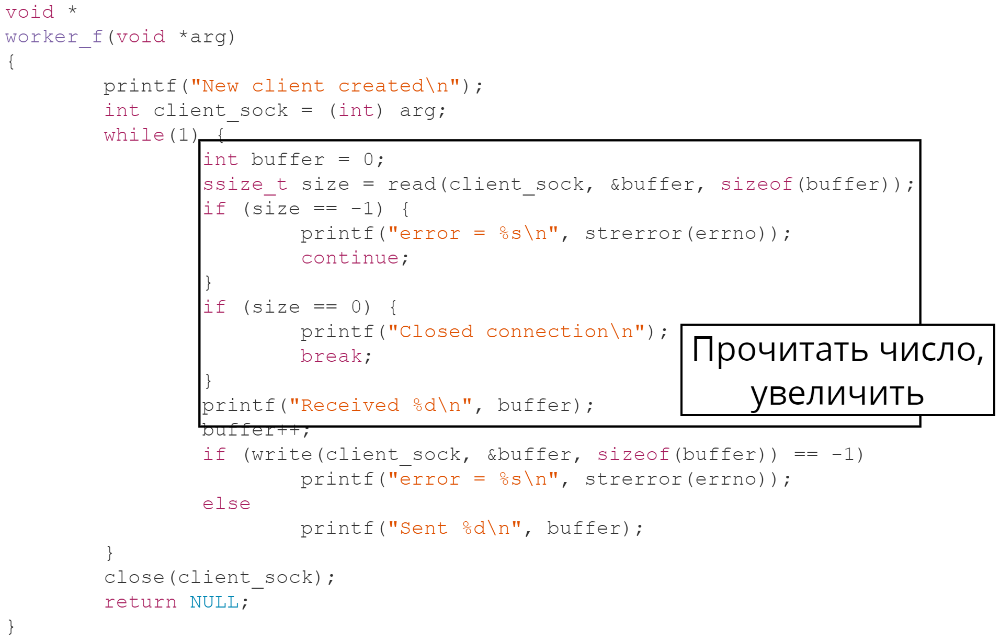 void *
worker_f(void *arg)
{
printf("New client created\n");
int client_sock = (int) arg;
while(1) {
int buffer = 0;
ssize_t size = read(client_sock, &buffer, sizeof(buffer));
if (size == -1) {
printf("error = %s\n", strerror(errno));
continue;
}
if (size == 0) {
printf("Closed connection\n");
break;
}
printf("Received %d\n", buffer);
buffer++;
if (write(client_sock, &buffer, sizeof(buffer)) == -1)
printf("error = %s\n", strerror(errno));
else
printf("Sent %d\n", buffer);
}
close(client_sock);
return NULL;
}
Прочитать число,
увеличить